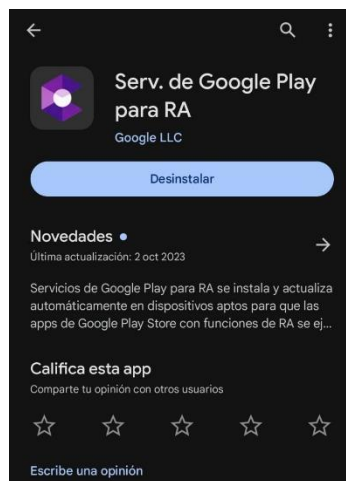 Serv. de Google Play
para RA
Google LLC
Desinstalar
Novedades
Última actualización: 2 oct 2023
Servicios de Google Play para RA se instala y actualiza
automáticamente en dispositivos aptos para que las
apps de Google Play Store con funciones de RA se ej...
Califica esta app
Comparte tu opinión con otros usuarios
Escribe una opinión